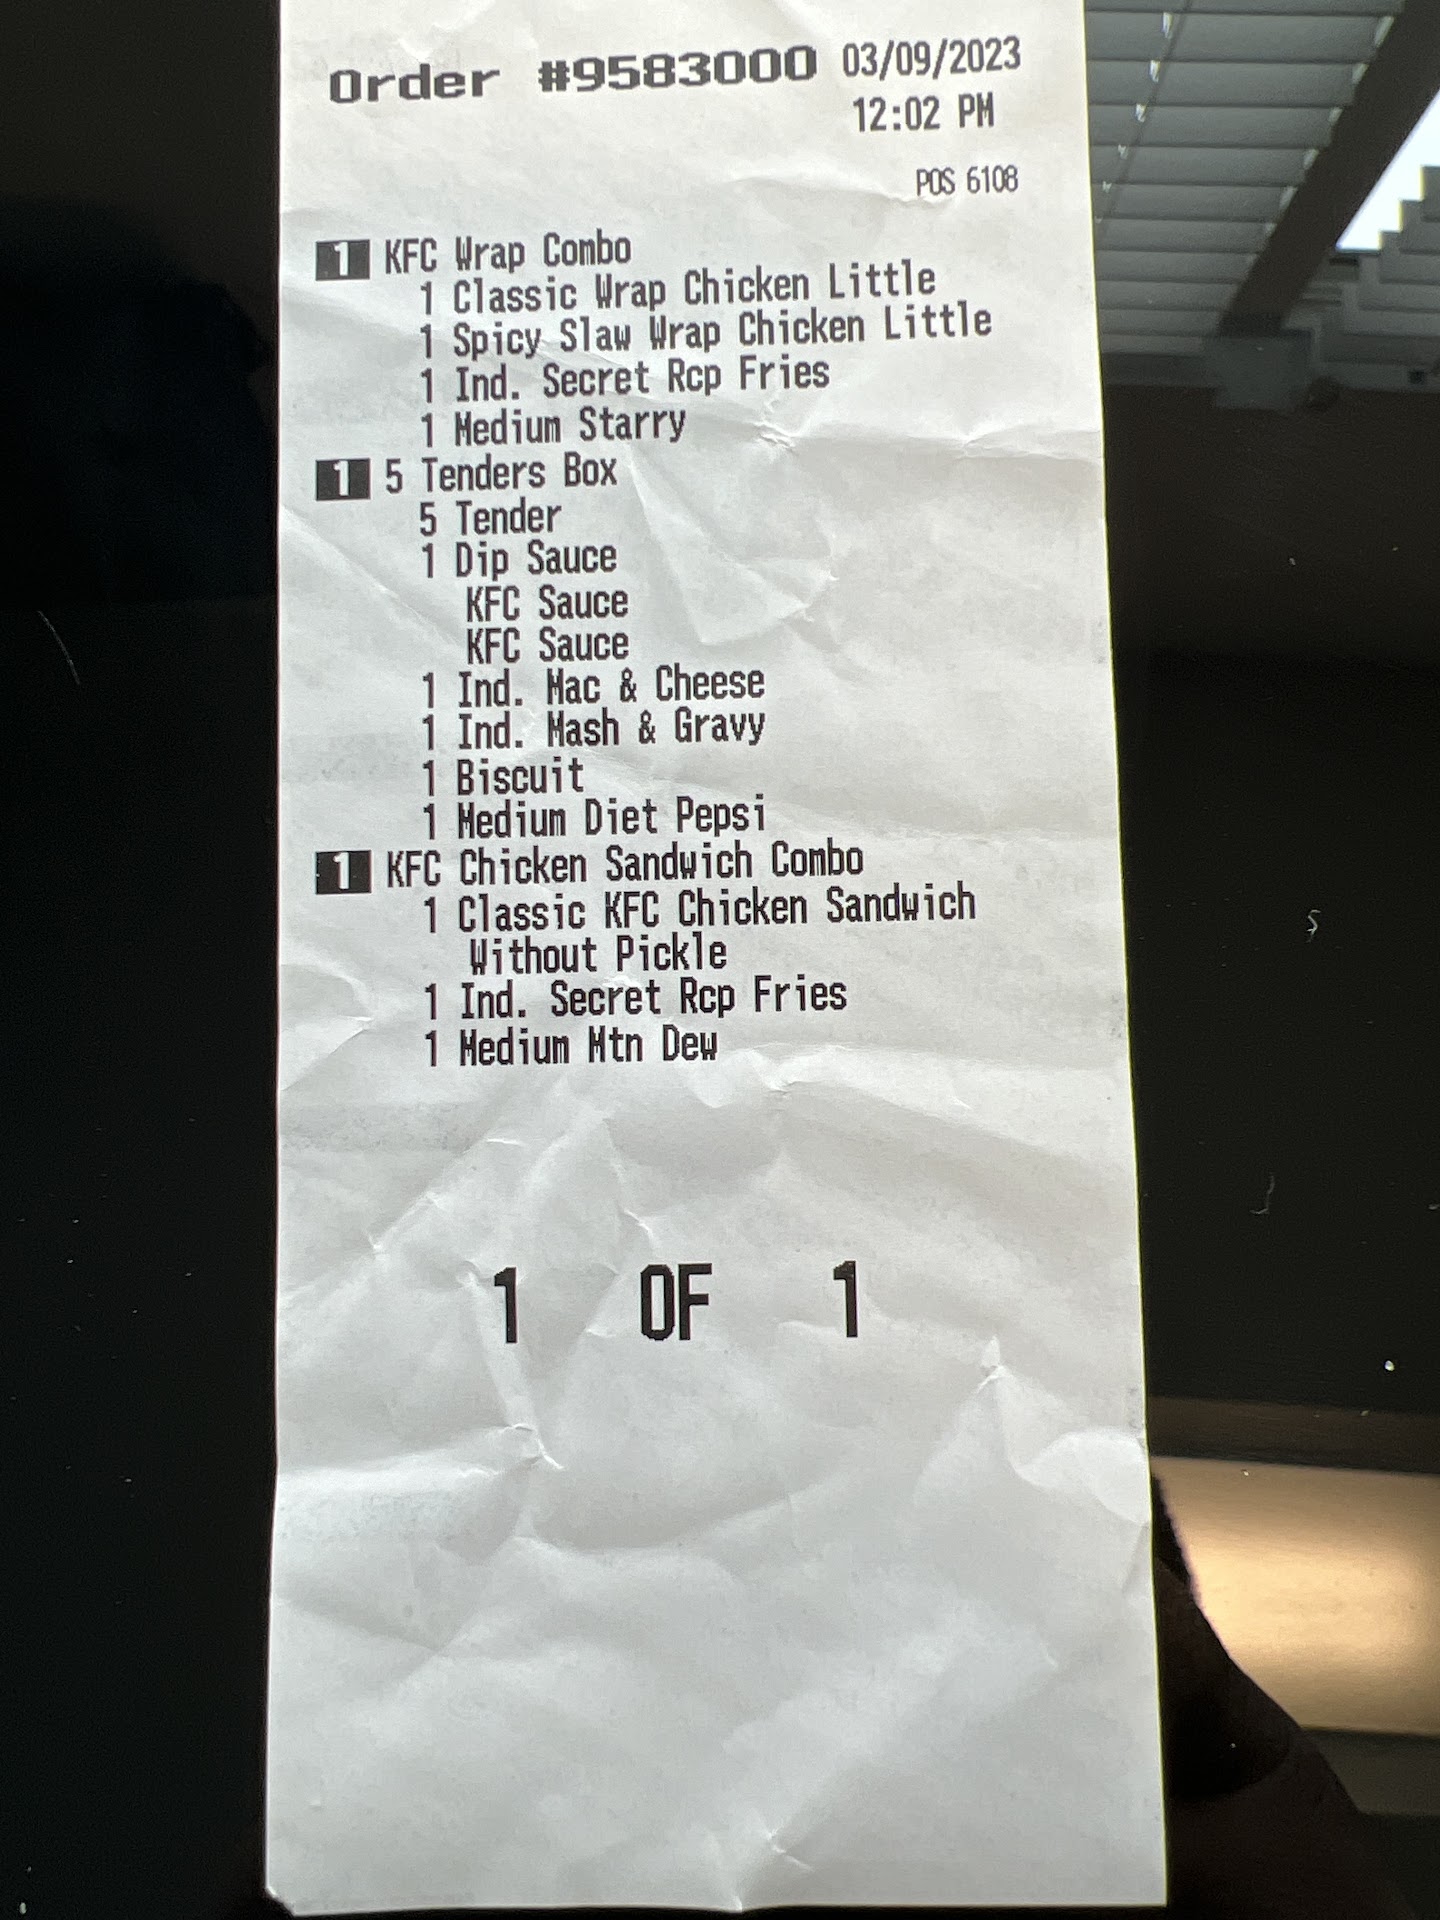 Order #9583000 03/09/2023
12:02 PM
POS 6108
1 KFC Wrap Combo
1 Classic Wrap Chicken Little
1 Spicy Slaw Wrap Chicken Little
1 Ind. Secret Rcp Fries
1 Medium Starry
1 5 Tenders Box
5 Tender
1 Dip Sauce
KFC Sauce
KFC Sauce
1 Ind. Mac & Cheese
1 Ind. Mash & Gravy
1 Biscuit
1 Medium Diet Pepsi
1 KFC Chicken Sandwich Combo
1 Classic KFC Chicken Sandwich
Without Pickle
1 Ind. Secret Rcp Fries
1 Medium Mtn Dew
1 OF 1